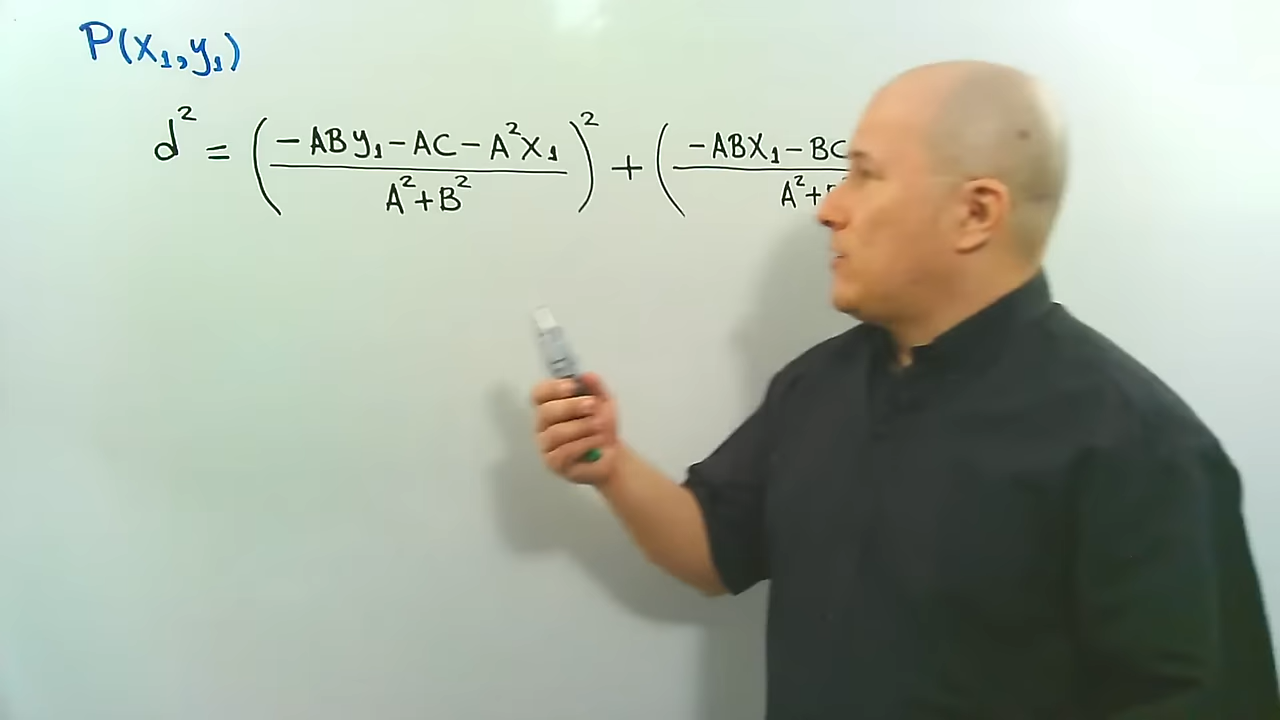 P(x₁,y₁)
d² = ((-ABy₁-AC-A²x₁)/(A²+B²))² + ((-ABX₁-BC)/(A²+